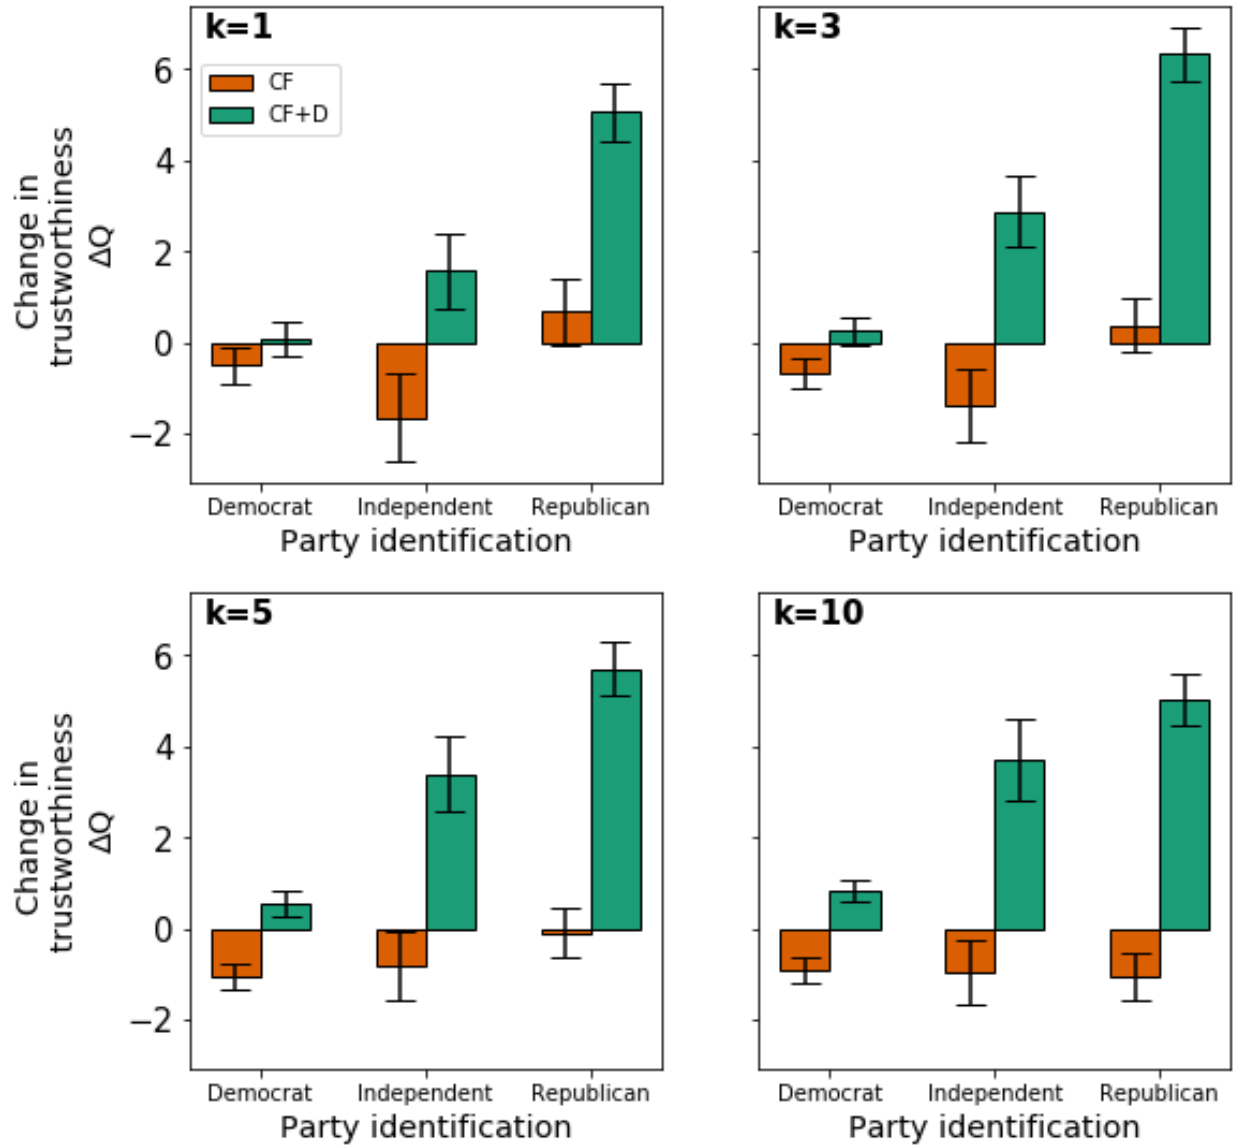 k=1
CF
CF+D
6
4
2
0
−2
Change in
trustworthiness
ΔQ
Democrat Independent Republican
Party identification
k=3
Democrat Independent Republican
Party identification
k=5
6
4
2
0
−2
Change in
trustworthiness
ΔQ
Democrat Independent Republican
Party identification
k=10
Democrat Independent Republican
Party identification